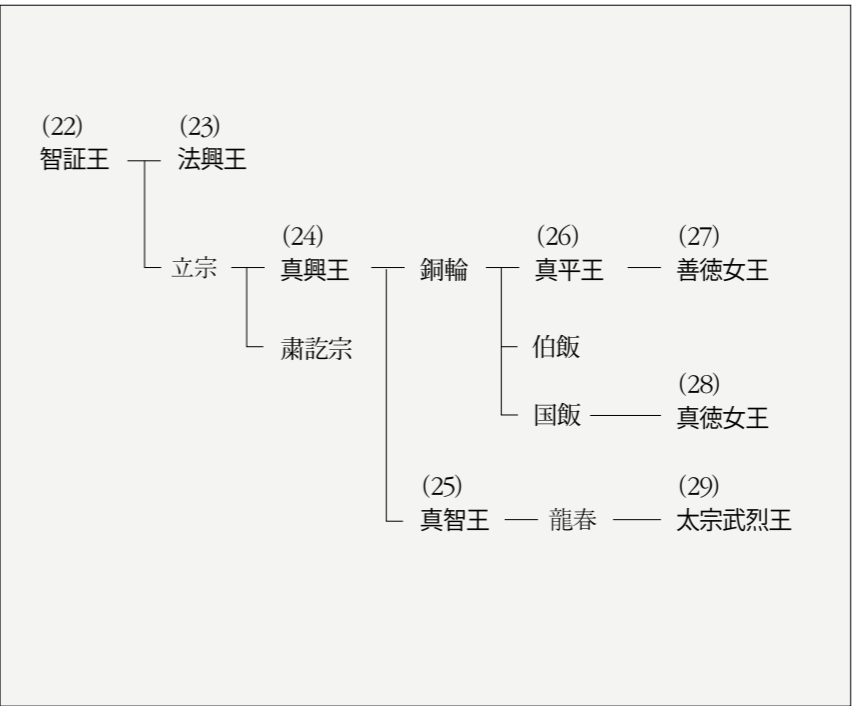 (22) (23)
智証王 法興王
(24) (26) (27)
立宗 真興王 銅輪 真平王 善徳女王
粛訖宗 伯飯
(28)
国飯 真徳女王
(25) (29)
真智王 龍春 太宗武烈王